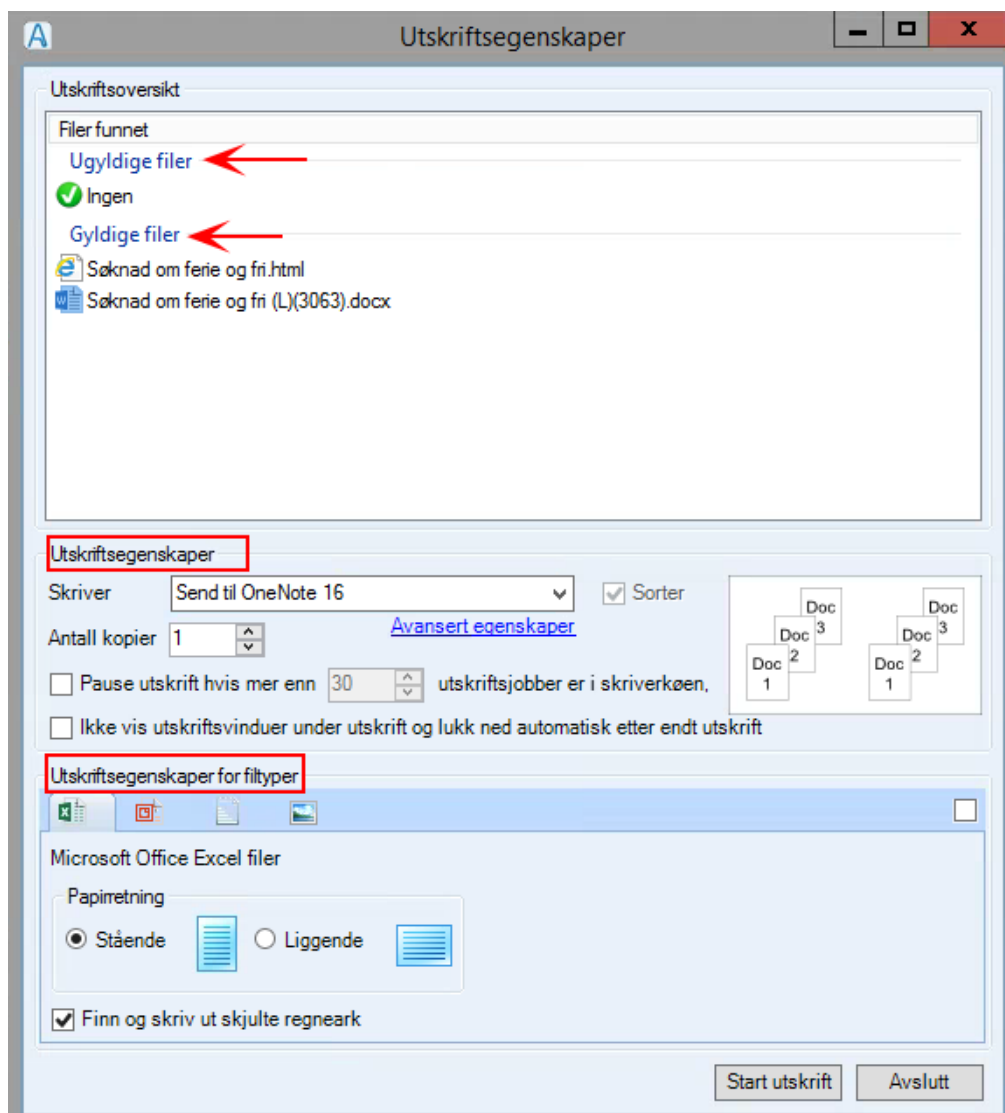 Utskriftsegenskaper
Utskriftsoversikt
Filer funnet
Ugyldige filer
Ingen
Gyldige filer
Søknad om ferie og fri.html
Søknad om ferie og fri (L)(3063).docx
Utskriftsegenskaper
Skriver Send til OneNote 16 Sorter
Antall kopier 1 Avansert egenskaper
Pause utskrift hvis mer enn 30 utskriftsjobber er i skriverkøen,
Ikke vis utskriftsvinduer under utskrift og lukk ned automatisk etter endt utskrift
Doc 1 Doc 2 Doc 3 Doc 1 Doc 2 Doc 3
Utskriftsegenskaper for filtyper
Microsoft Office Excel filer
Papirretning
Stående Liggende
Finn og skriv ut skjulte regneark
Start utskrift Avslutt